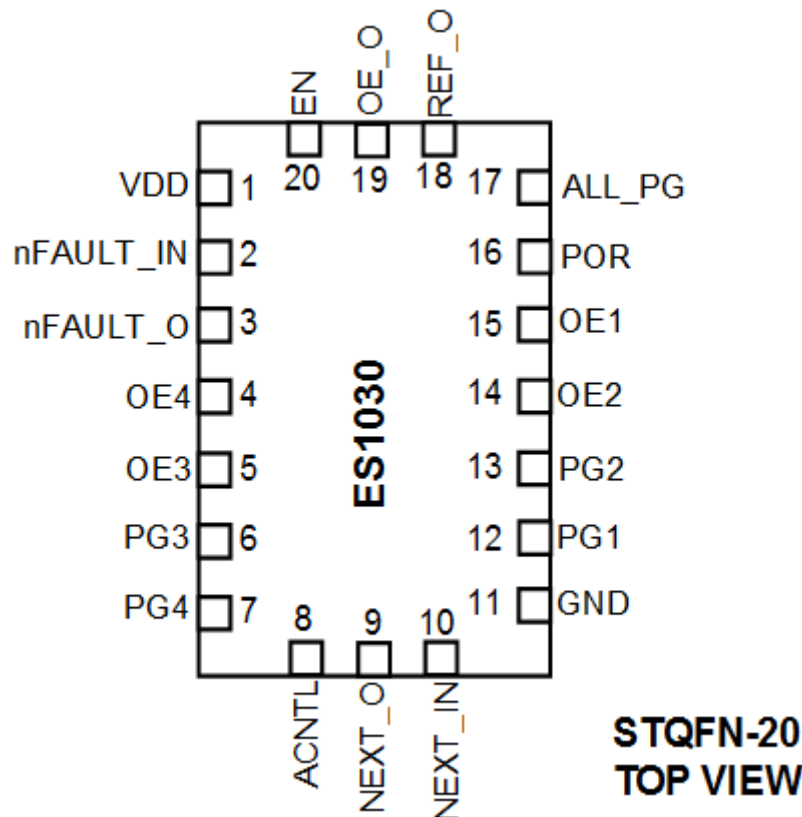 EN
OE_O
REF_O
20
19
18
VDD 1
17 ALL_PG
nFAULT_IN 2
16 POR
nFAULT_O 3
15 OE1
OE4 4
14 OE2
OE3 5
13 PG2
PG3 6
12 PG1
PG4 7
11 GND
ES1030
8
9
10
ACNTL
NEXT_O
NEXT_IN
STQFN-20
TOP VIEW